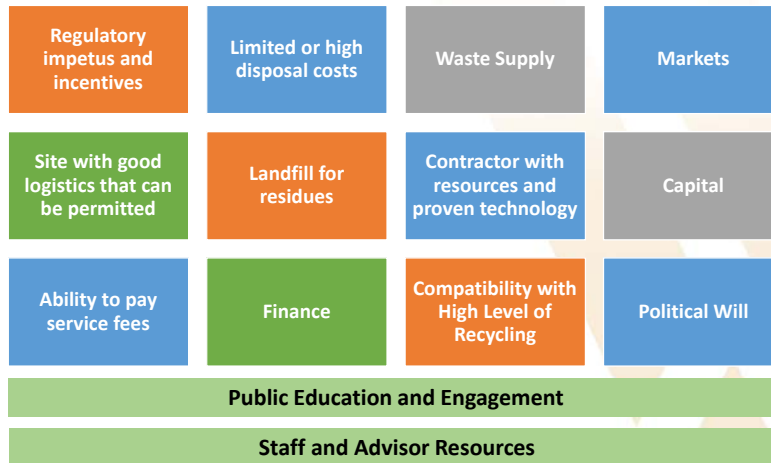 Regulatory
impetus and
incentives
Limited or high
disposal costs
Waste Supply
Markets
Site with good
logistics that can
be permitted
Landfill for
residues
Contractor with
resources and
proven technology
Capital
Ability to pay
service fees
Finance
Compatibility with
High Level of
Recycling
Political Will
Public Education and Engagement
Staff and Advisor Resources